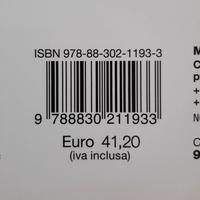 ISBN 978-88-302-1193-3
9 788830 211933
Euro 41,20
(iva inclusa)